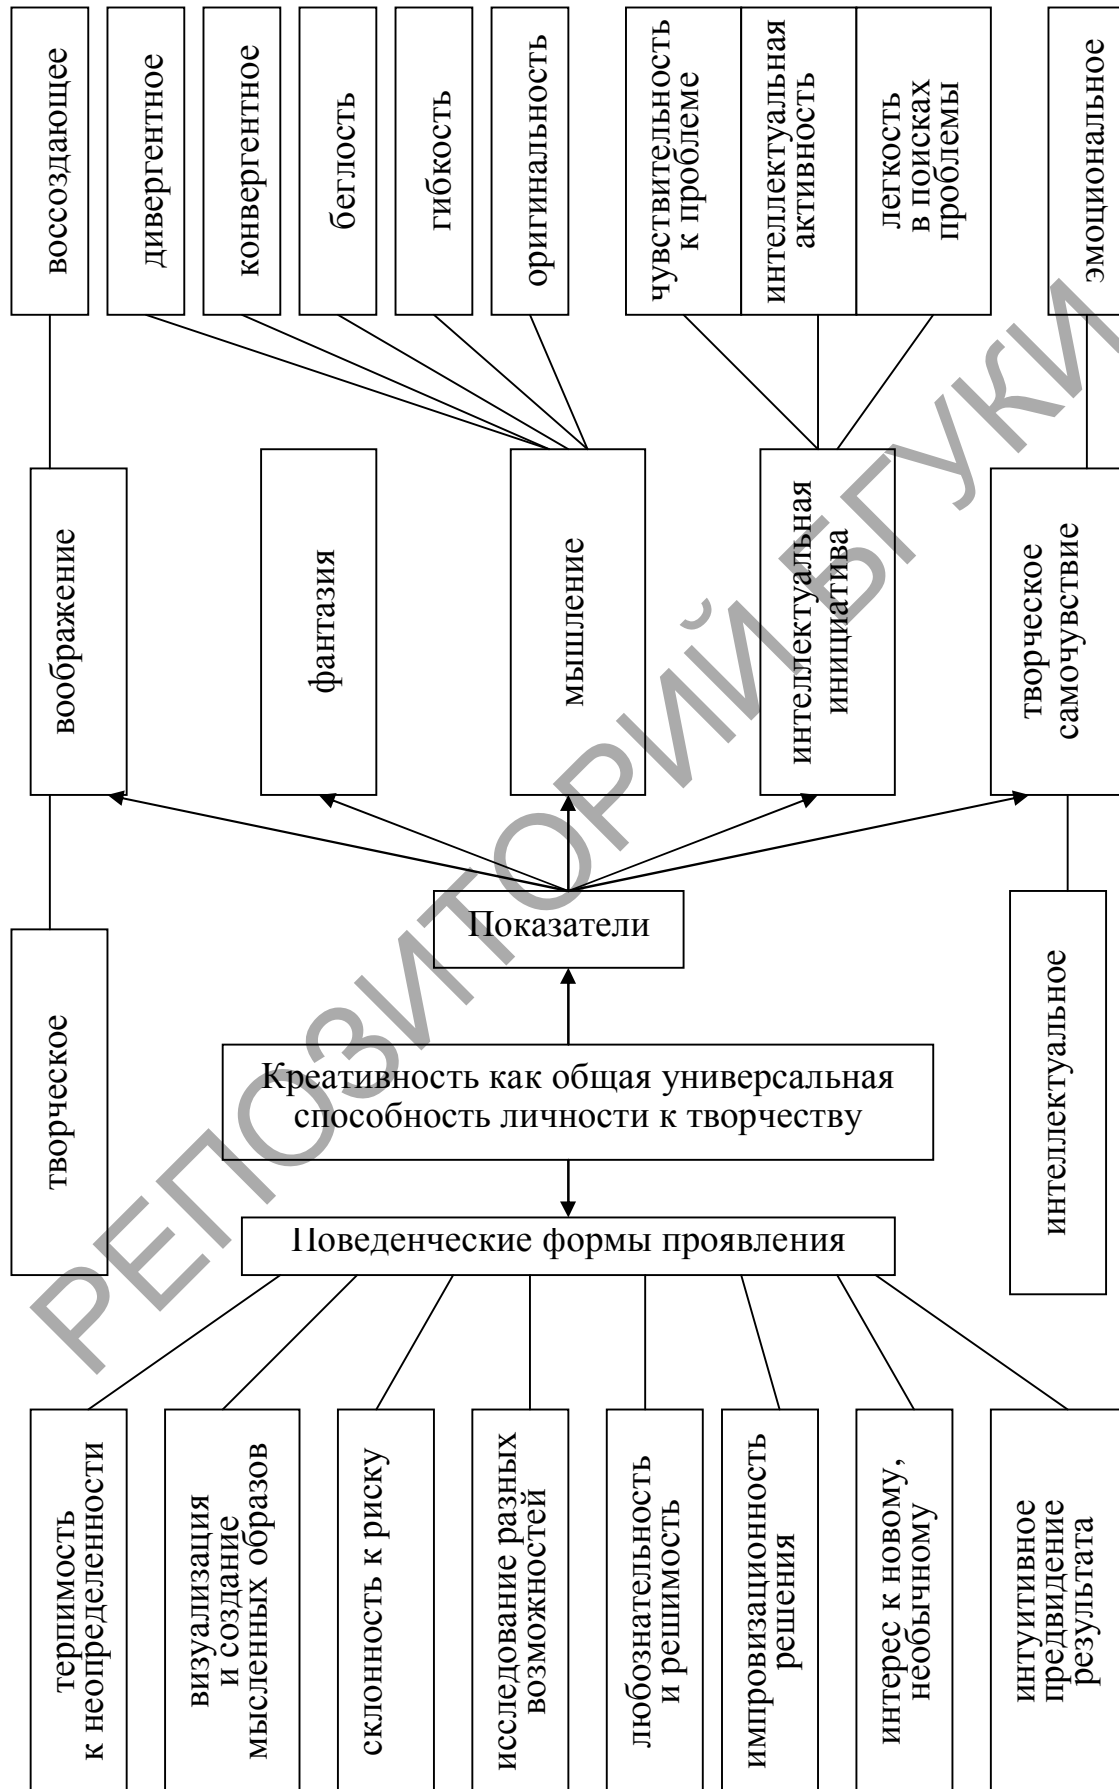 воссоздающее
дивергентное
конвергентное
беглость
гибкость
оригинальность
чувствительность
к проблеме
интеллектуальная
активность
легкость
в поисках
проблемы
эмоциональное
воображение
фантазия
мышление
интеллектуальная
инициатива
творческое
самочувствие
Показатели
творческое
Креативность как общая универсальная
способность личности к творчеству
интеллектуальное
Поведенческие формы проявления
терпимость
к неопределенности
визуализация
и создание
мысленных образов
склонность к риску
исследование разных
возможностей
любознательность
и решимость
импровизационность
решения
интерес к новому,
необычному
интуитивное
предвидение
результата
РЕПОЗИТОРИЙ БГУКИ